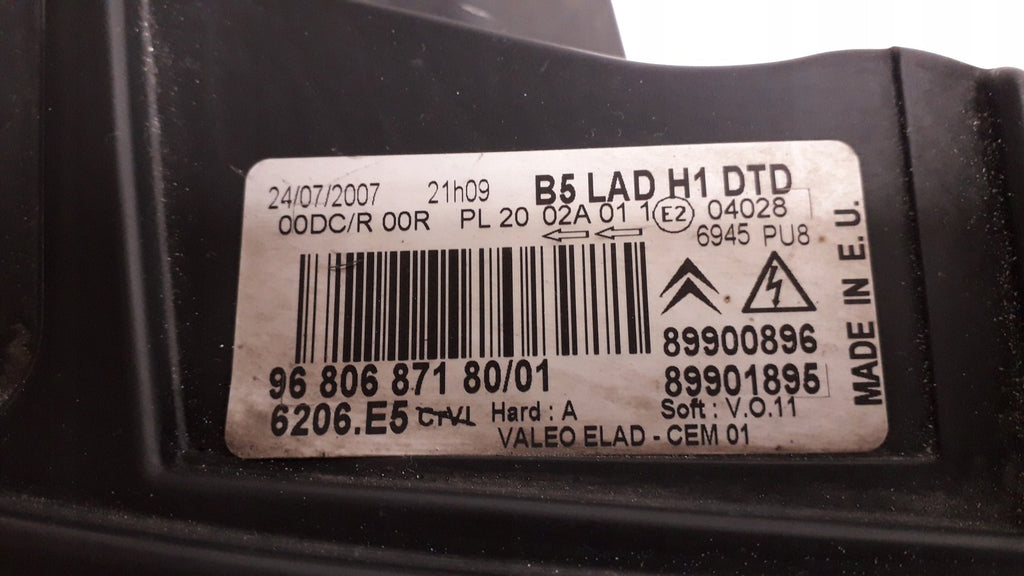 24/07/2007 21h09 B5 LAD H1 DTD
00DC/R 00R PL 20 02A 01 1 E2 04028
6945 PU8
89900896
96 806 871 80/01 89901895
6206.E5 CrVL Hard : A Soft : V.O.11
VALEO ELAD - CEM 01
MADE IN E.U.